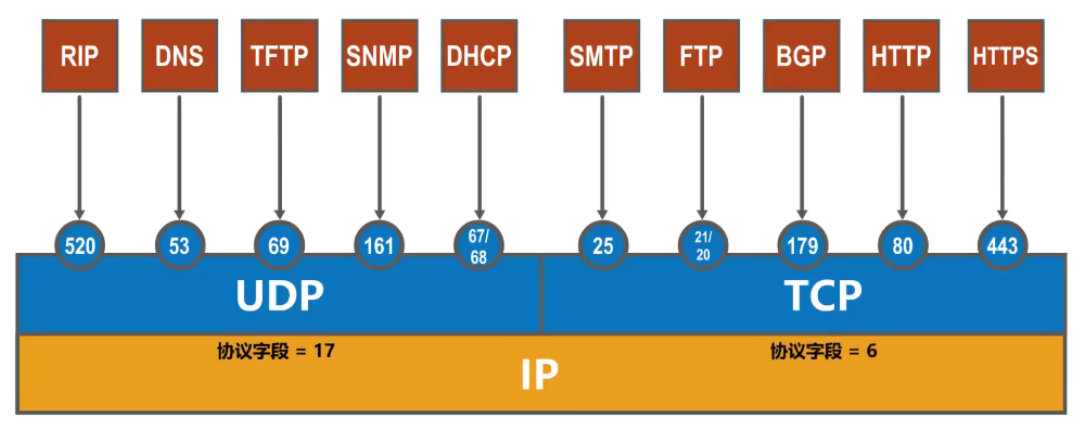 RIP DNS TFTP SNMP DHCP SMTP FTP BGP HTTP HTTPS
520 53 69 161 67/ 68 25 21/ 20 179 80 443
UDP TCP
协议字段 = 17 协议字段 = 6
IP